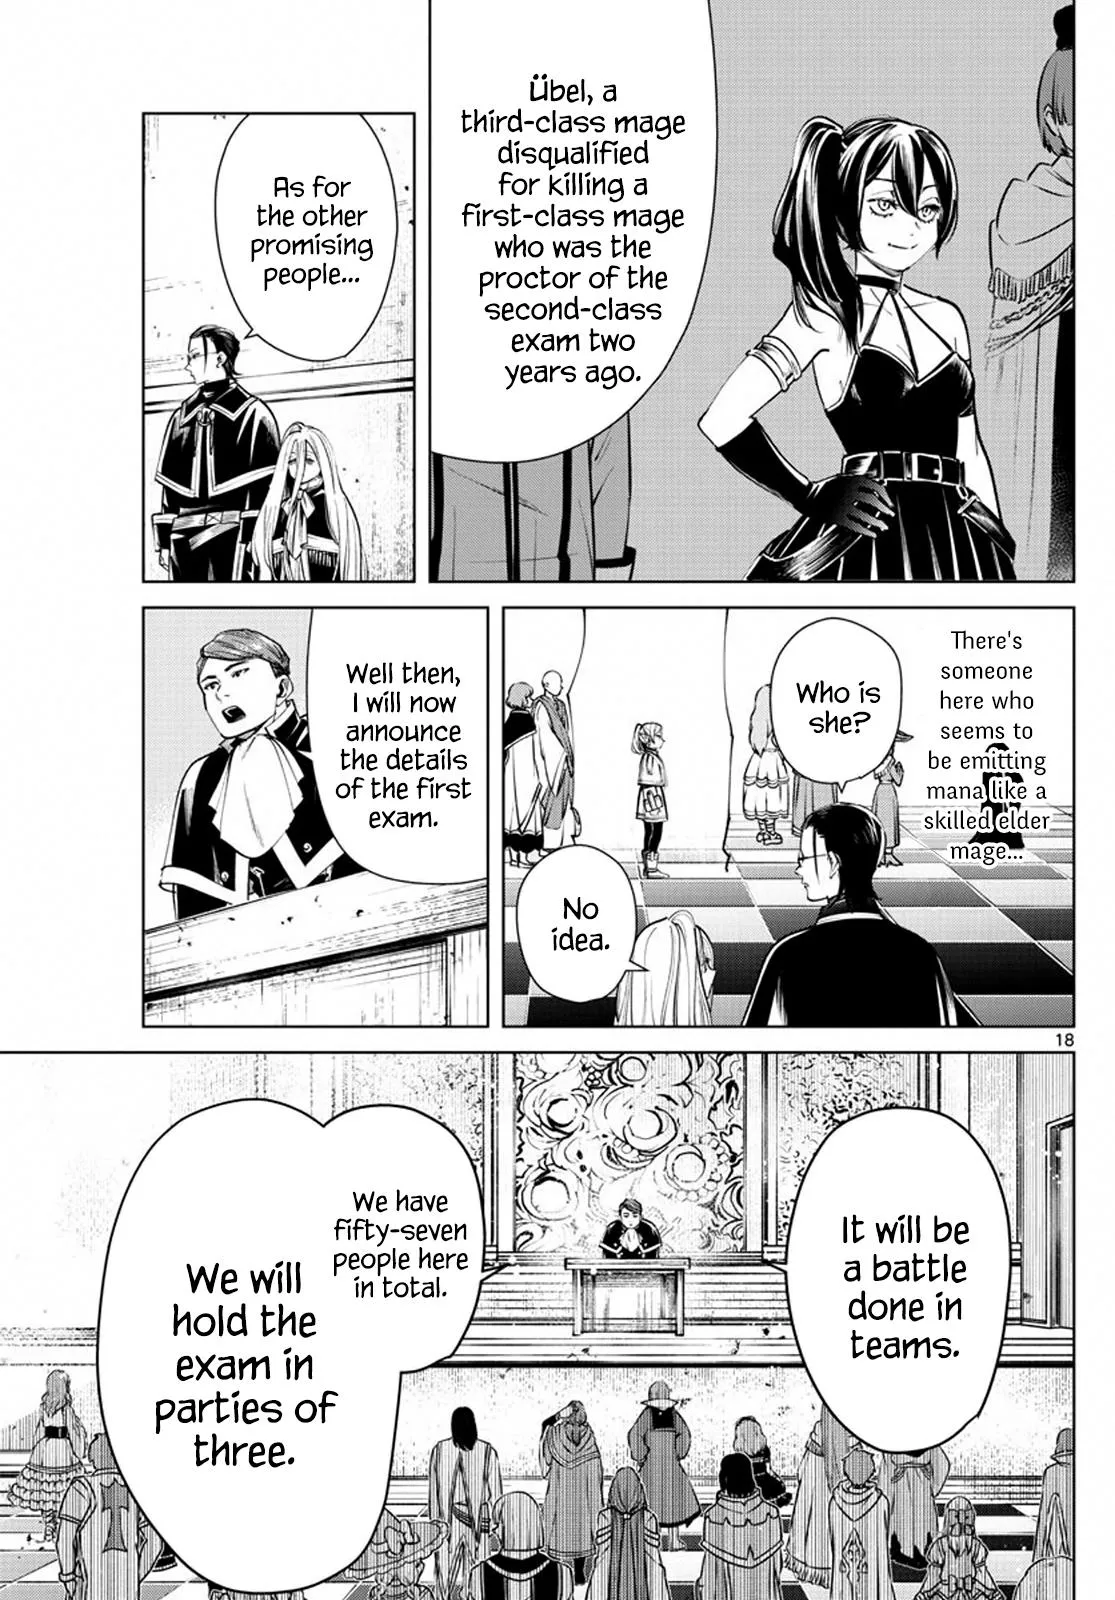 Übel, a
third-class mage
disqualified
for killing a
first-class mage
who was the
proctor of the
second-class
exam two
years ago.
As for
the other
promising
people...
There's
someone
here who
seems to
be emitting
mana like a
skilled elder
mage...
Who is
she?
No
idea.
Well then,
I will now
announce
the details
of the first
exam.
18
It will be
a battle
done in
teams.
We have
fifty-seven
people here
in total.
We will
hold the
exam in
parties of
three.